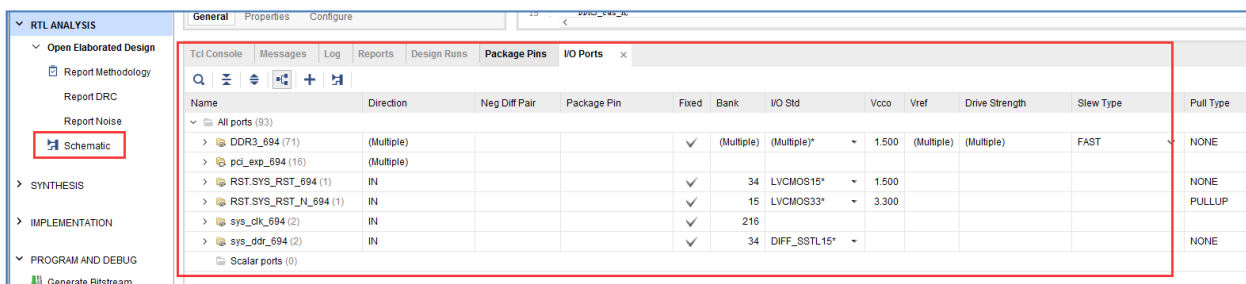 RTL ANALYSIS
Open Elaborated Design
Report Methodology
Report DRC
Report Noise
Schematic
SYNTHESIS
IMPLEMENTATION
PROGRAM AND DEBUG
Generate Bitstream
General Properties Configure
15
Tcl Console Messages Log Reports Design Runs Package Pins I/O Ports ×
Name Direction Neg Diff Pair Package Pin Fixed Bank I/O Std Vcco Vref Drive Strength Slew Type Pull Type
All ports (93)
DDR3_694 (71) (Multiple) (Multiple) (Multiple)* 1.500 (Multiple) (Multiple) FAST NONE
pci_exp_694 (16) (Multiple)
RST.SYS_RST_694 (1) IN 34 LVCMOS15* 1.500 NONE
RST.SYS_RST_N_694 (1) IN 15 LVCMOS33* 3.300 PULLUP
sys_clk_694 (2) IN 216
sys_ddr_694 (2) IN 34 DIFF_SSTL15* NONE
Scalar ports (0)